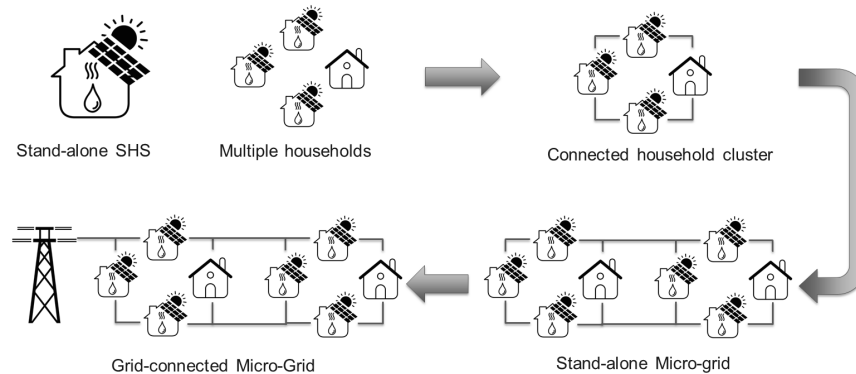 Stand-alone SHS
Multiple households
Connected household cluster
Grid-connected Micro-Grid
Stand-alone Micro-grid